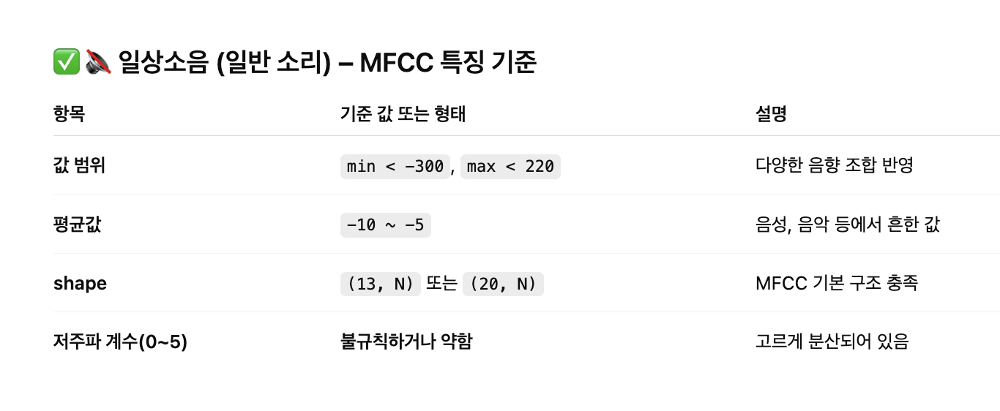 ✅🔊 일상소음 (일반 소리) – MFCC 특징 기준
항목 기준 값 또는 형태 설명
값 범위 min < -300, max < 220 다양한 음향 조합 반영
평균값 -10 ~ -5 음성, 음악 등에서 흔한 값
shape (13, N) 또는 (20, N) MFCC 기본 구조 충족
저주파 계수(0~5) 불규칙하거나 약함 고르게 분산되어 있음